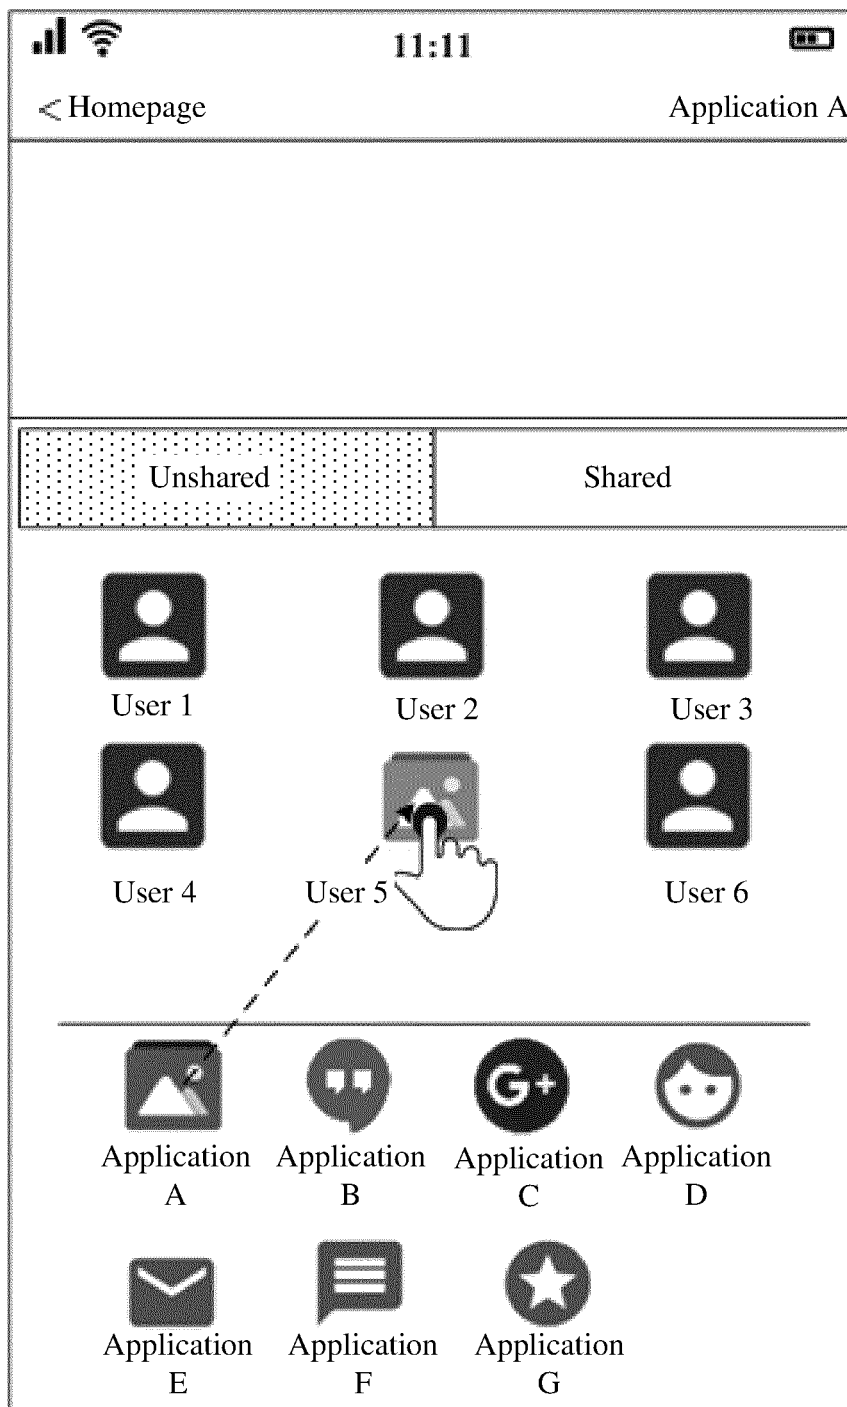 11:11
< Homepage Application A
Unshared Shared
User 1 User 2 User 3
User 4 User 5 User 6
G+
Application Application Application Application
A B C D
Application Application Application
E F G